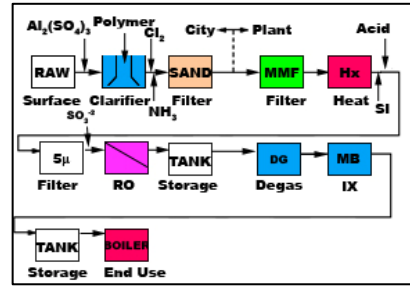 Al₂(SO₄)₃
Polymer
Cl₂
City
Plant
Acid
RAW
SAND
MMF
Hx
Surface
Clarifier
NH₃
Filter
Filter
Heat
SI
SO₃⁻²
5µ
RO
TANK
DG
MB
Filter
RO
Storage
Degas
IX
TANK
BOILER
Storage
End Use